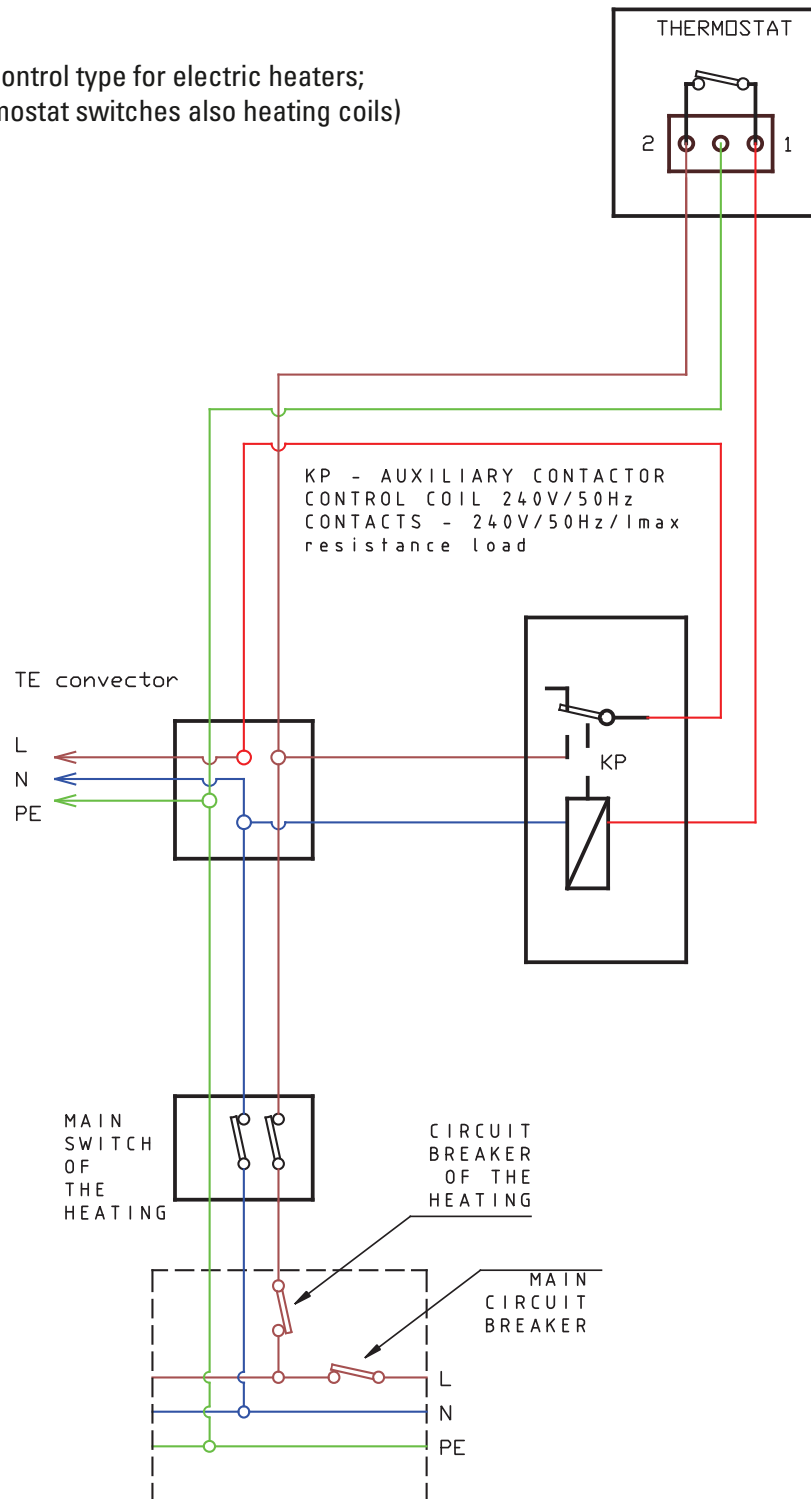 THERMOSTAT
ontrol type for electric heaters;
mostat switches also heating coils)
2
1
KP - AUXILIARY CONTACTOR
CONTROL COIL 240V/50Hz
CONTACTS - 240V/50Hz/Imax
resistance load
TE convector
L
N
PE
KP
MAIN
SWITCH
OF
THE
HEATING
CIRCUIT
BREAKER
OF THE
HEATING
MAIN
CIRCUIT
BREAKER
L
N
PE